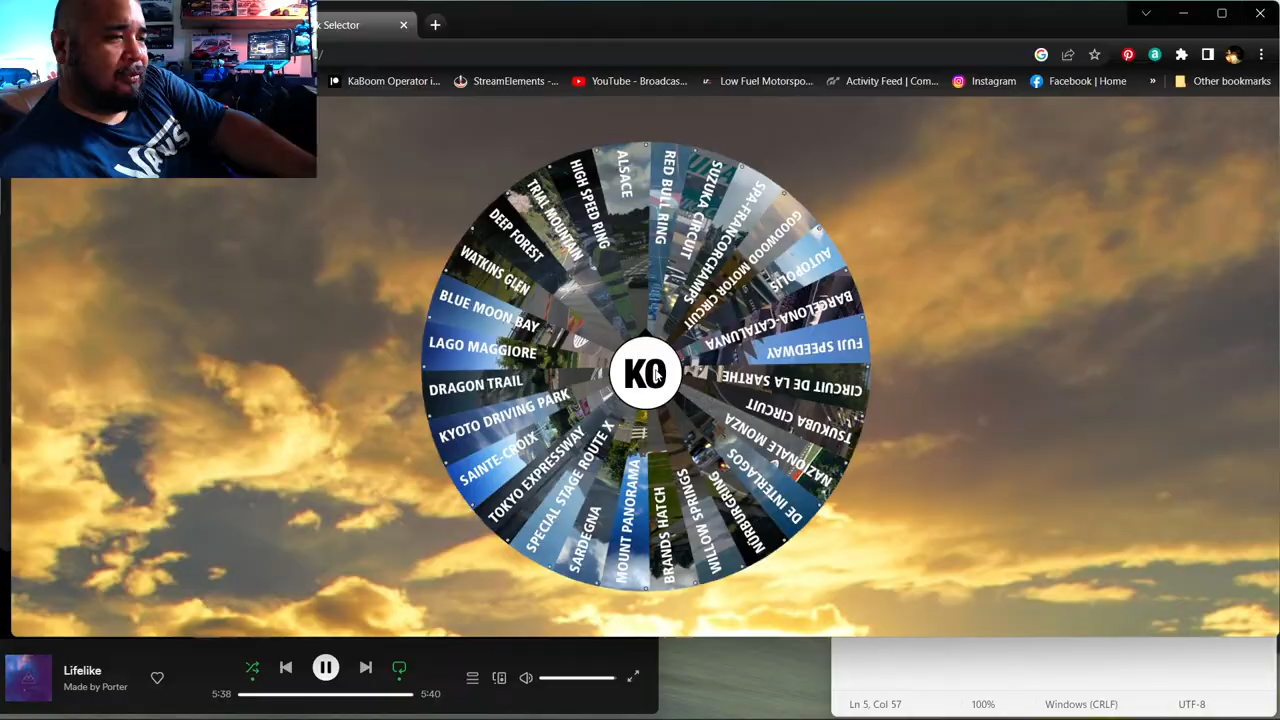 k Selector
/
KaBoom Operator i...
StreamElements -...
YouTube - Broadcas...
Low Fuel Motorspo...
Activity Feed | Com...
Instagram
Facebook | Home
»
Other bookmarks
VANS
ALSACE
RED BULL RING
SUZUKA CIRCUIT
SPA-FRANCORCHAMPS
GOODWOOD MOTOR CIRCUIT
AUTOPOLIS
BARCELONA-CATALUNYA
FUJI SPEEDWAY
CIRCUIT DE LA SARTHE
TSUKUBA CIRCUIT
NAZIONALE MONZA
DE INTERLAGOS
NÜRBURGRING
WILLOW SPRINGS
BRANDS HATCH
MOUNT PANORAMA
SARDEGNA
SPECIAL STAGE ROUTE X
TOKYO EXPRESSWAY
SAINTE-CROIX
KYOTO DRIVING PARK
DRAGON TRAIL
LAGO MAGGIORE
BLUE MOON BAY
WATKINS GLEN
DEEP FOREST
TRIAL MOUNTAIN
HIGH SPEED RING
KO
Lifelike
Made by Porter
5:38
5:40
Ln 5, Col 57
100%
Windows (CRLF)
UTF-8